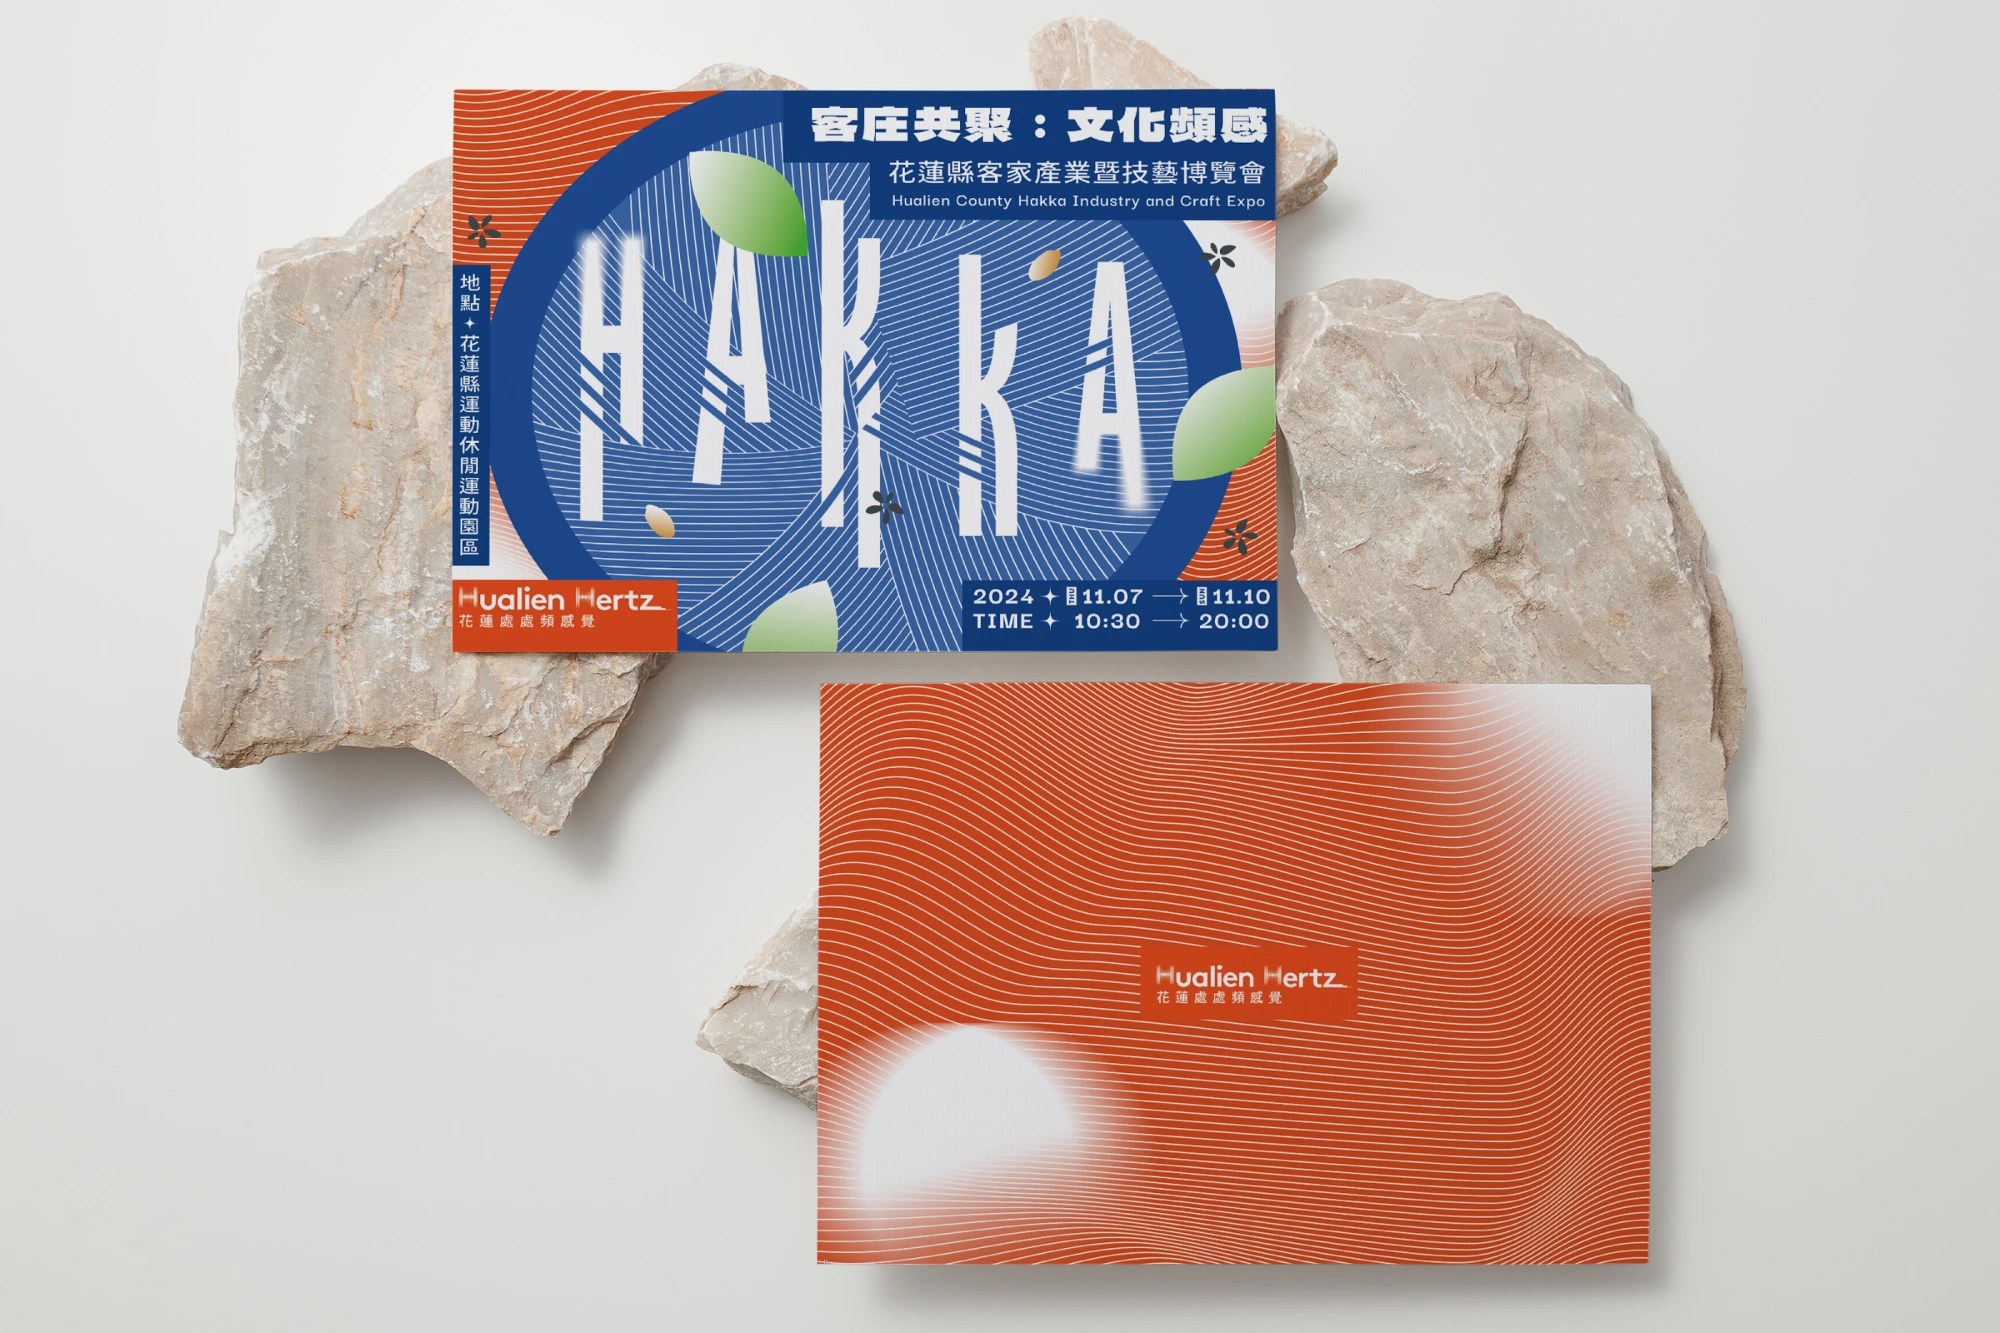 客庄共聚：文化頻感
花蓮縣客家產業暨技藝博覽會
Hualien County Hakka Industry and Craft Expo
HAKKA
地點✦花蓮縣運動休閒運動園區
Hualien Hertz
花蓮處處頻感覺
2024 ✦ THU 11.07 → SUN 11.10
TIME ✦ 10:30 → 20:00
Hualien Hertz
花蓮處處頻感覺